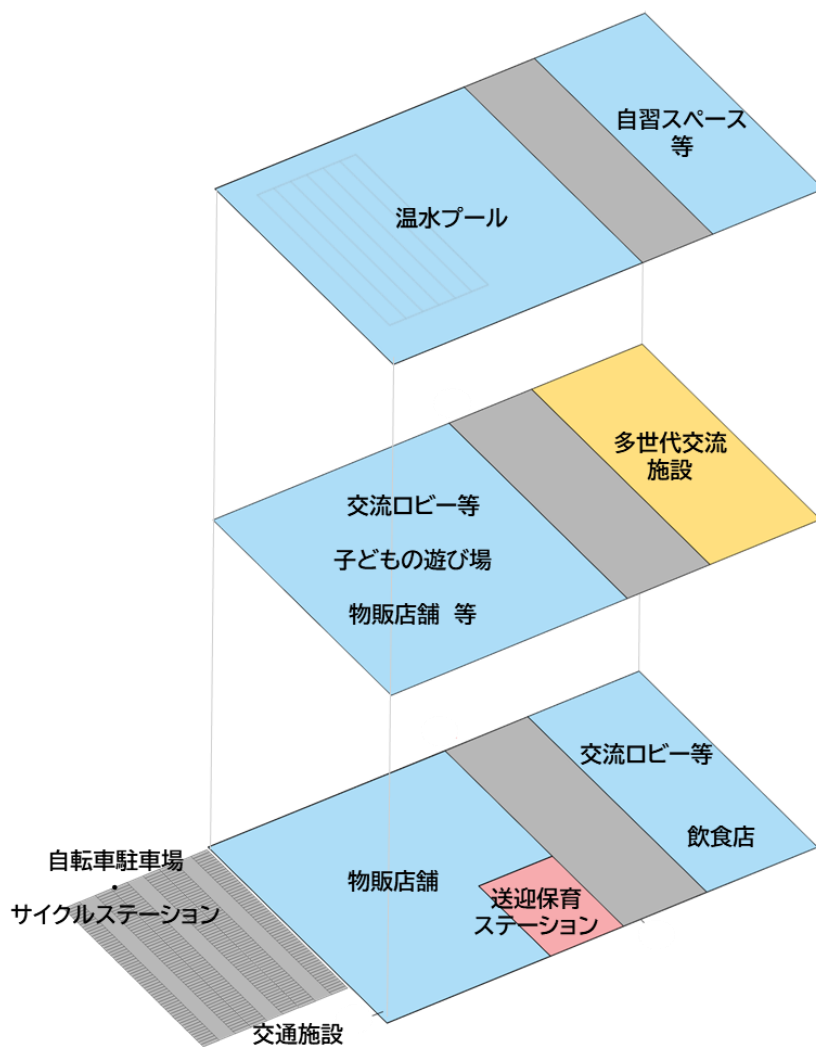 自習スペース
等
温水プール
多世代交流
施設
交流ロビー等
子どもの遊び場
物販店舗 等
交流ロビー等
飲食店
物販店舗
送迎保育
ステーション
自転車駐車場
・
サイクルステーション
交通施設